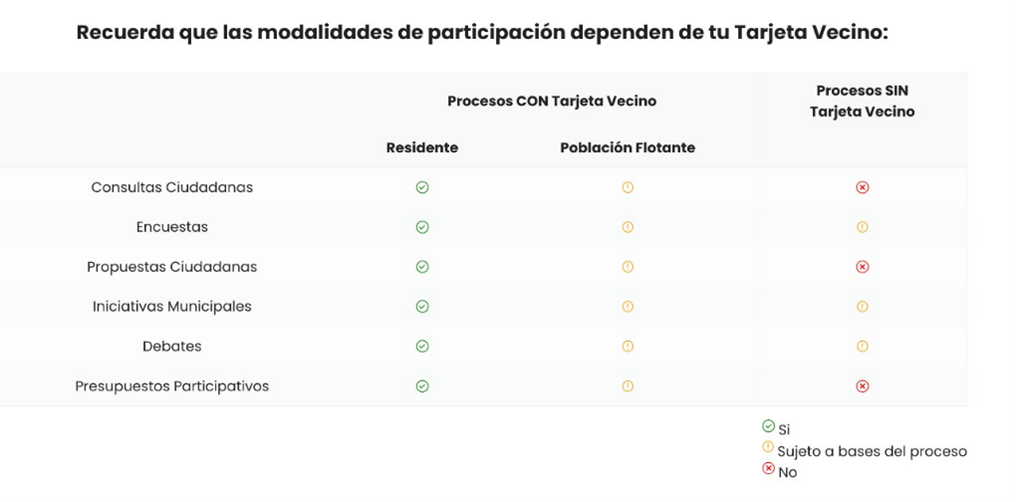 Recuerda que las modalidades de participación dependen de tu Tarjeta Vecino:
Procesos CON Tarjeta Vecino
Procesos SIN
Tarjeta Vecino
Residente
Población Flotante
Consultas Ciudadanas
Encuestas
Propuestas Ciudadanas
Iniciativas Municipales
Debates
Presupuestos Participativos
Si
Sujeto a bases del proceso
No